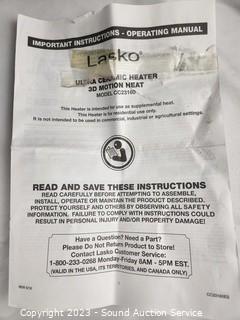 IMPORTANT INSTRUCTIONS - OPERATING MANUAL
Lasko®
ULTRA CERAMIC HEATER
3D MOTION HEAT
MODEL CC23160
This Heater is intended for use as supplemental heat.
This Heater is for residential use only.
It is not intended to be used in commercial, industrial or agricultural settings.
READ AND SAVE THESE INSTRUCTIONS
READ CAREFULLY BEFORE ATTEMPTING TO ASSEMBLE,
INSTALL, OPERATE OR MAINTAIN THE PRODUCT DESCRIBED.
PROTECT YOURSELF AND OTHERS BY OBSERVING ALL SAFETY
INFORMATION. FAILURE TO COMPLY WITH INSTRUCTIONS COULD
RESULT IN PERSONAL INJURY AND/OR PROPERTY DAMAGE!
Have a Question? Need a Part?
Please Do Not Return Product to Store!
Contact Lasko Customer Service:
1-800-233-0268 Monday-Friday 8AM - 5PM EST.
(VALID IN THE USA, ITS TERRITORIES, AND CANADA ONLY)
Copyright 2023 - Sound Auction Service